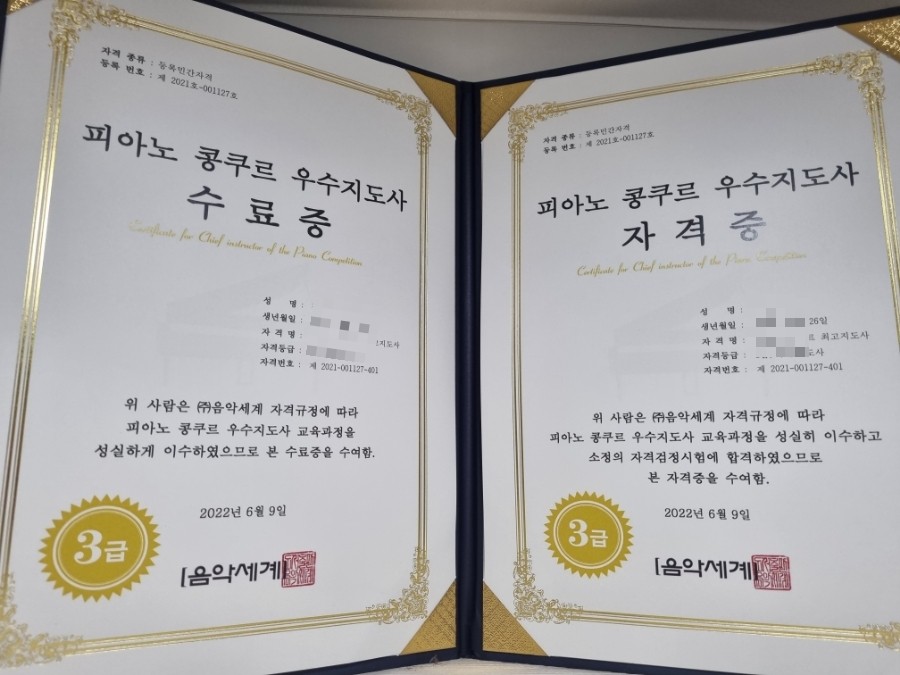 자격 종류 : 등록민간자격
등록 번호 : 제 2021호-001127호
피아노 콩쿠르 우수지도사
수료증
Certificate for Chief instructor of the Piano Competition
성 명 :
생년월일 :
자 격 명 :
지도사
자격등급 :
자격번호 : 제 2021-001127-401
위 사람은 ㈜음악세계 자격규정에 따라
피아노 콩쿠르 우수지도사 교육과정을
성실하게 이수하였으므로 본 수료증을 수여함.
2022년 6월 9일
3급
[음악세계]
자격 종류 : 등록민간자격
등록 번호 : 제 2021호-001127호
피아노 콩쿠르 우수지도사
자격증
Certificate for Chief instructor of the Piano Competition
성 명 :
생년월일 : 26일
자 격 명 : 르 최고지도사
자격등급 : 도사
자격번호 : 제 2021-001127-401
위 사람은 ㈜음악세계 자격규정에 따라
피아노 콩쿠르 우수지도사 교육과정을 성실히 이수하고
소정의 자격검정시험에 합격하였으므로
본 자격증을 수여함.
2022년 6월 9일
3급
[음악세계]